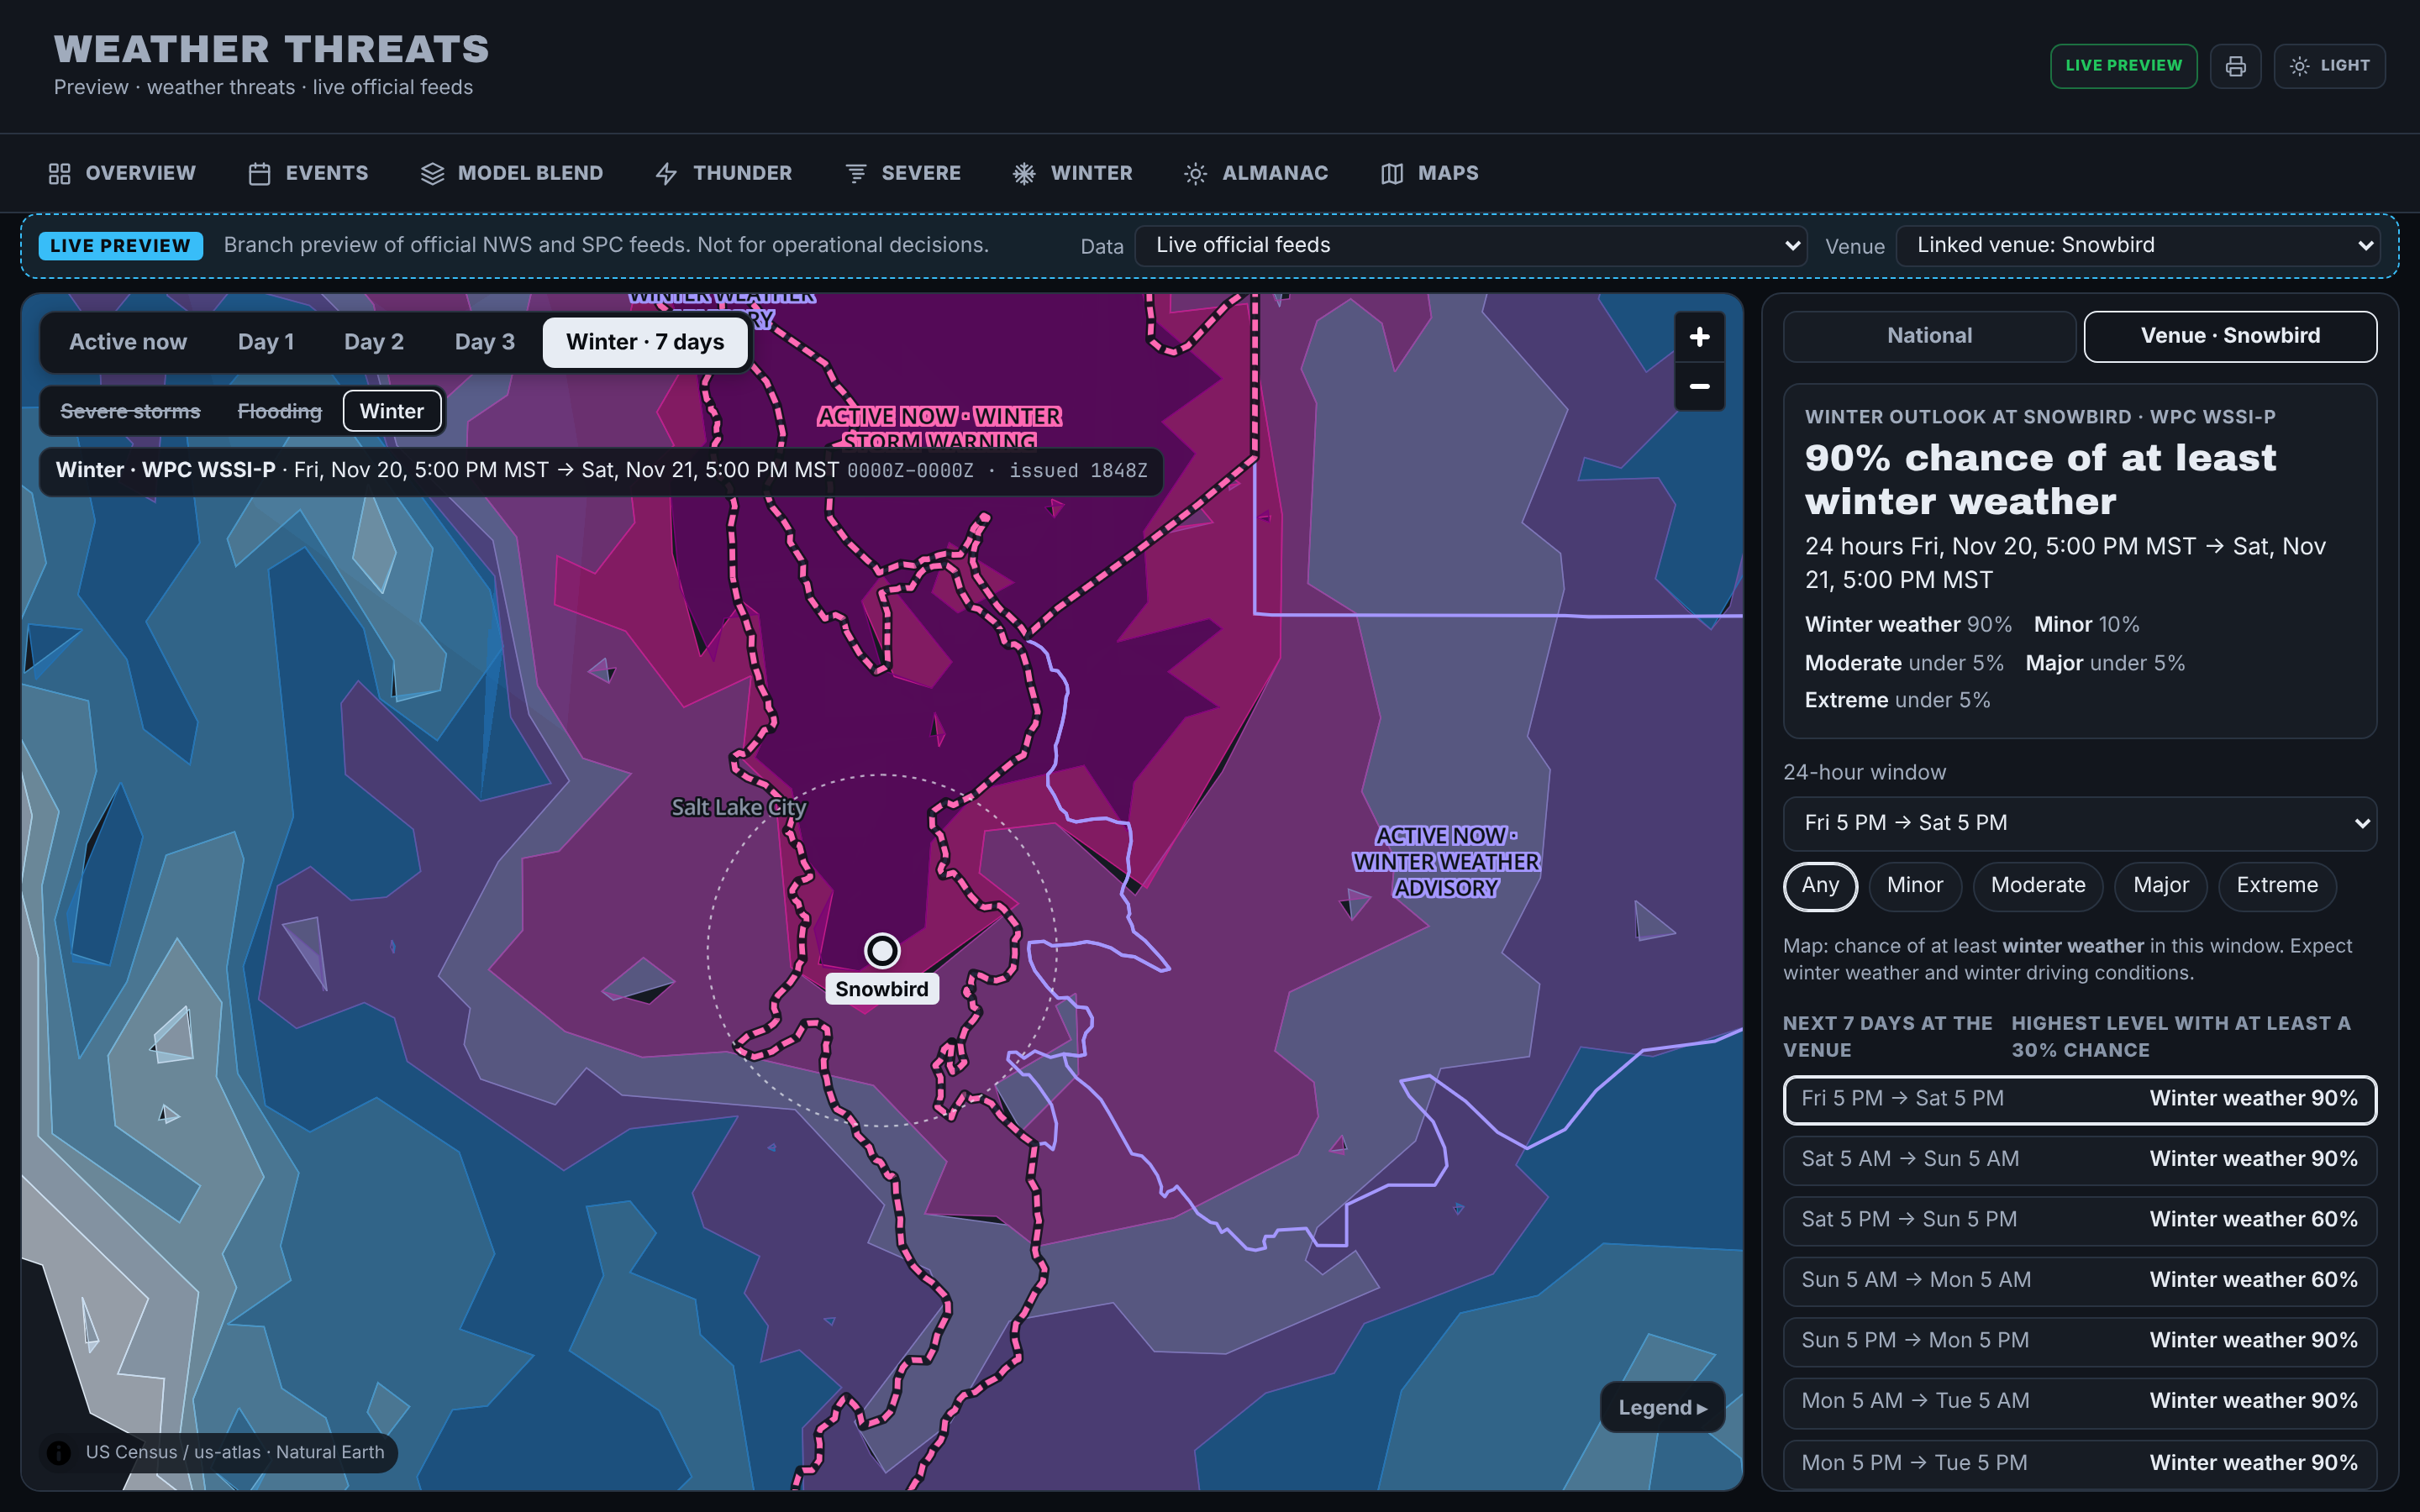 WEATHER THREATS
Preview · weather threats · live official feeds
LIVE PREVIEW
LIGHT
OVERVIEW
EVENTS
MODEL BLEND
THUNDER
SEVERE
WINTER
ALMANAC
MAPS
LIVE PREVIEW
Branch preview of official NWS and SPC feeds. Not for operational decisions.
Data
Live official feeds
Venue
Linked venue: Snowbird
WINTER WEATHER
Active now
Day 1
Day 2
Day 3
Winter · 7 days
Severe storms
Flooding
Winter
ACTIVE NOW · WINTER
STORM WARNING
Winter · WPC WSSI-P · Fri, Nov 20, 5:00 PM MST → Sat, Nov 21, 5:00 PM MST 0000Z–0000Z · issued 1848Z
+
−
Salt Lake City
Snowbird
ACTIVE NOW ·
WINTER WEATHER
ADVISORY
Legend ▸
US Census / us-atlas · Natural Earth
National
Venue · Snowbird
WINTER OUTLOOK AT SNOWBIRD · WPC WSSI-P
90% chance of at least
winter weather
24 hours Fri, Nov 20, 5:00 PM MST → Sat, Nov
21, 5:00 PM MST
Winter weather 90% Minor 10%
Moderate under 5% Major under 5%
Extreme under 5%
24-hour window
Fri 5 PM → Sat 5 PM
Any
Minor
Moderate
Major
Extreme
Map: chance of at least winter weather in this window. Expect
winter weather and winter driving conditions.
NEXT 7 DAYS AT THE
VENUE
HIGHEST LEVEL WITH AT LEAST A
30% CHANCE
Fri 5 PM → Sat 5 PM Winter weather 90%
Sat 5 AM → Sun 5 AM Winter weather 90%
Sat 5 PM → Sun 5 PM Winter weather 60%
Sun 5 AM → Mon 5 AM Winter weather 60%
Sun 5 PM → Mon 5 PM Winter weather 90%
Mon 5 AM → Tue 5 AM Winter weather 90%
Mon 5 PM → Tue 5 PM Winter weather 90%